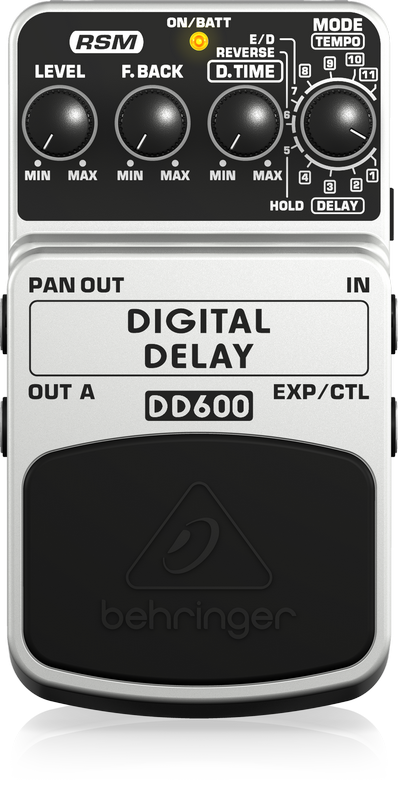 ON/BATT
RSM
MODE
TEMPO
E/D
REVERSE
LEVEL
F. BACK
D.TIME
11
10
9
8
7
6
5
4
3
2
1
MIN MAX MIN MAX MIN MAX
HOLD DELAY
PAN OUT IN
DIGITAL
DELAY
OUT A EXP/CTL
DD600
behringer